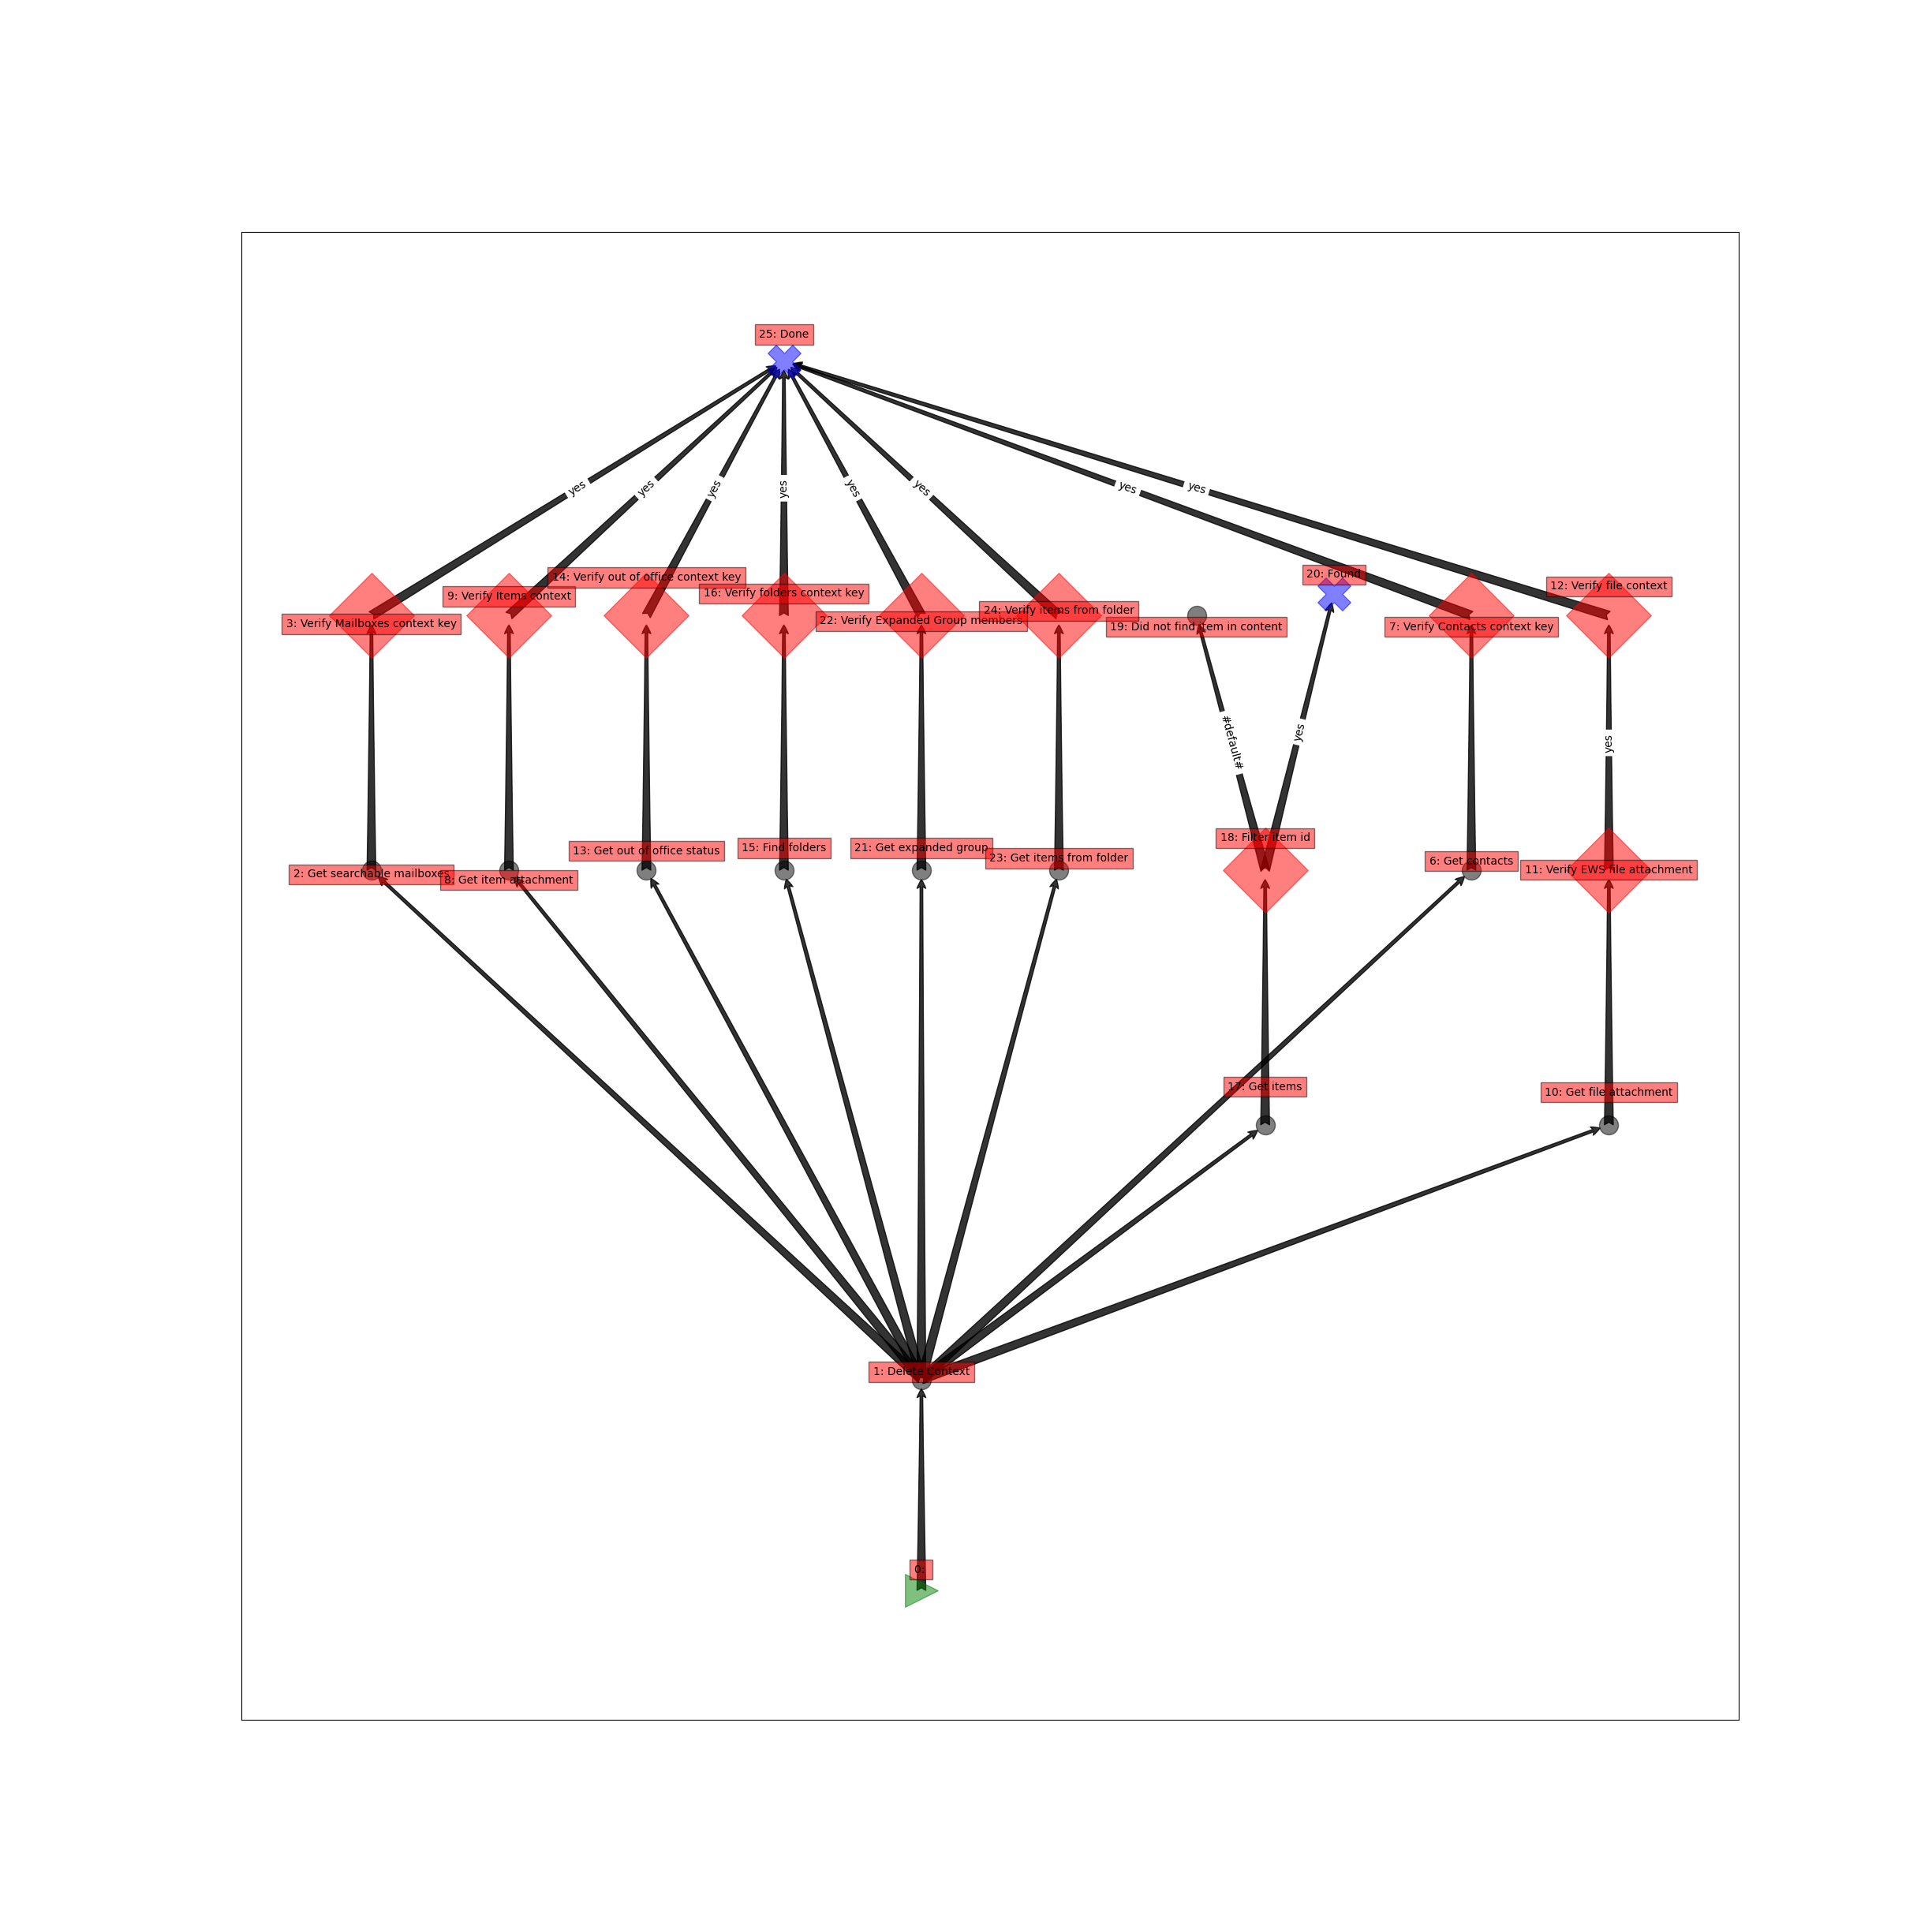 25: Done
yes
yes
yes
yes
yes
yes
yes
yes
20: Found
14: Verify out of office context key
12: Verify file context
16: Verify folders context key
9: Verify Items context
24: Verify items from folder
3: Verify Mailboxes context key
22: Verify Expanded Group members
19: Did not find item in content
7: Verify Contacts context key
#default#
yes
yes
18: Filter item id
15: Find folders
21: Get expanded group
13: Get out of office status
23: Get items from folder
6: Get contacts
11: Verify EWS file attachment
2: Get searchable mailboxes
8: Get item attachment
17: Get items
10: Get file attachment
1: Delete Context
0: